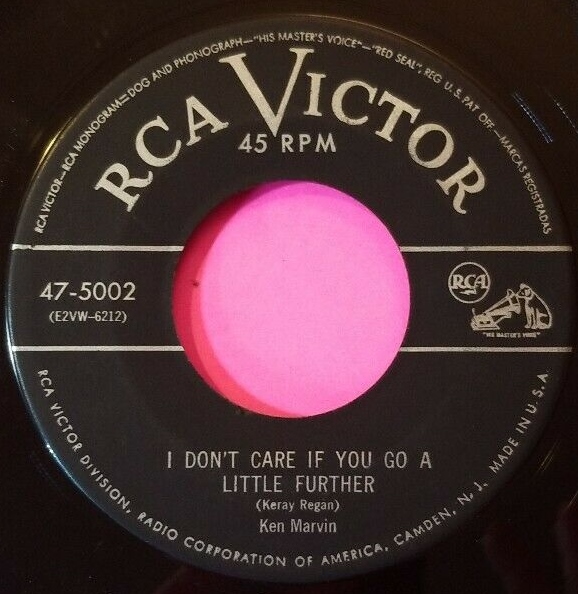 RCA VICTOR—RCA MONOGRAM—DOG AND PHONOGRAPH—"HIS MASTER'S VOICE"—"RED SEAL", REG. U.S. PAT. OFF.—MARCAS REGISTRADAS
RCA VICTOR
45 RPM
47-5002
(E2VW-6212)
RCA
"HIS MASTER'S VOICE"
I DON'T CARE IF YOU GO A
LITTLE FURTHER
(Keray Regan)
Ken Marvin
RCA VICTOR DIVISION, RADIO CORPORATION OF AMERICA, CAMDEN, N. J. MADE IN U. S. A.